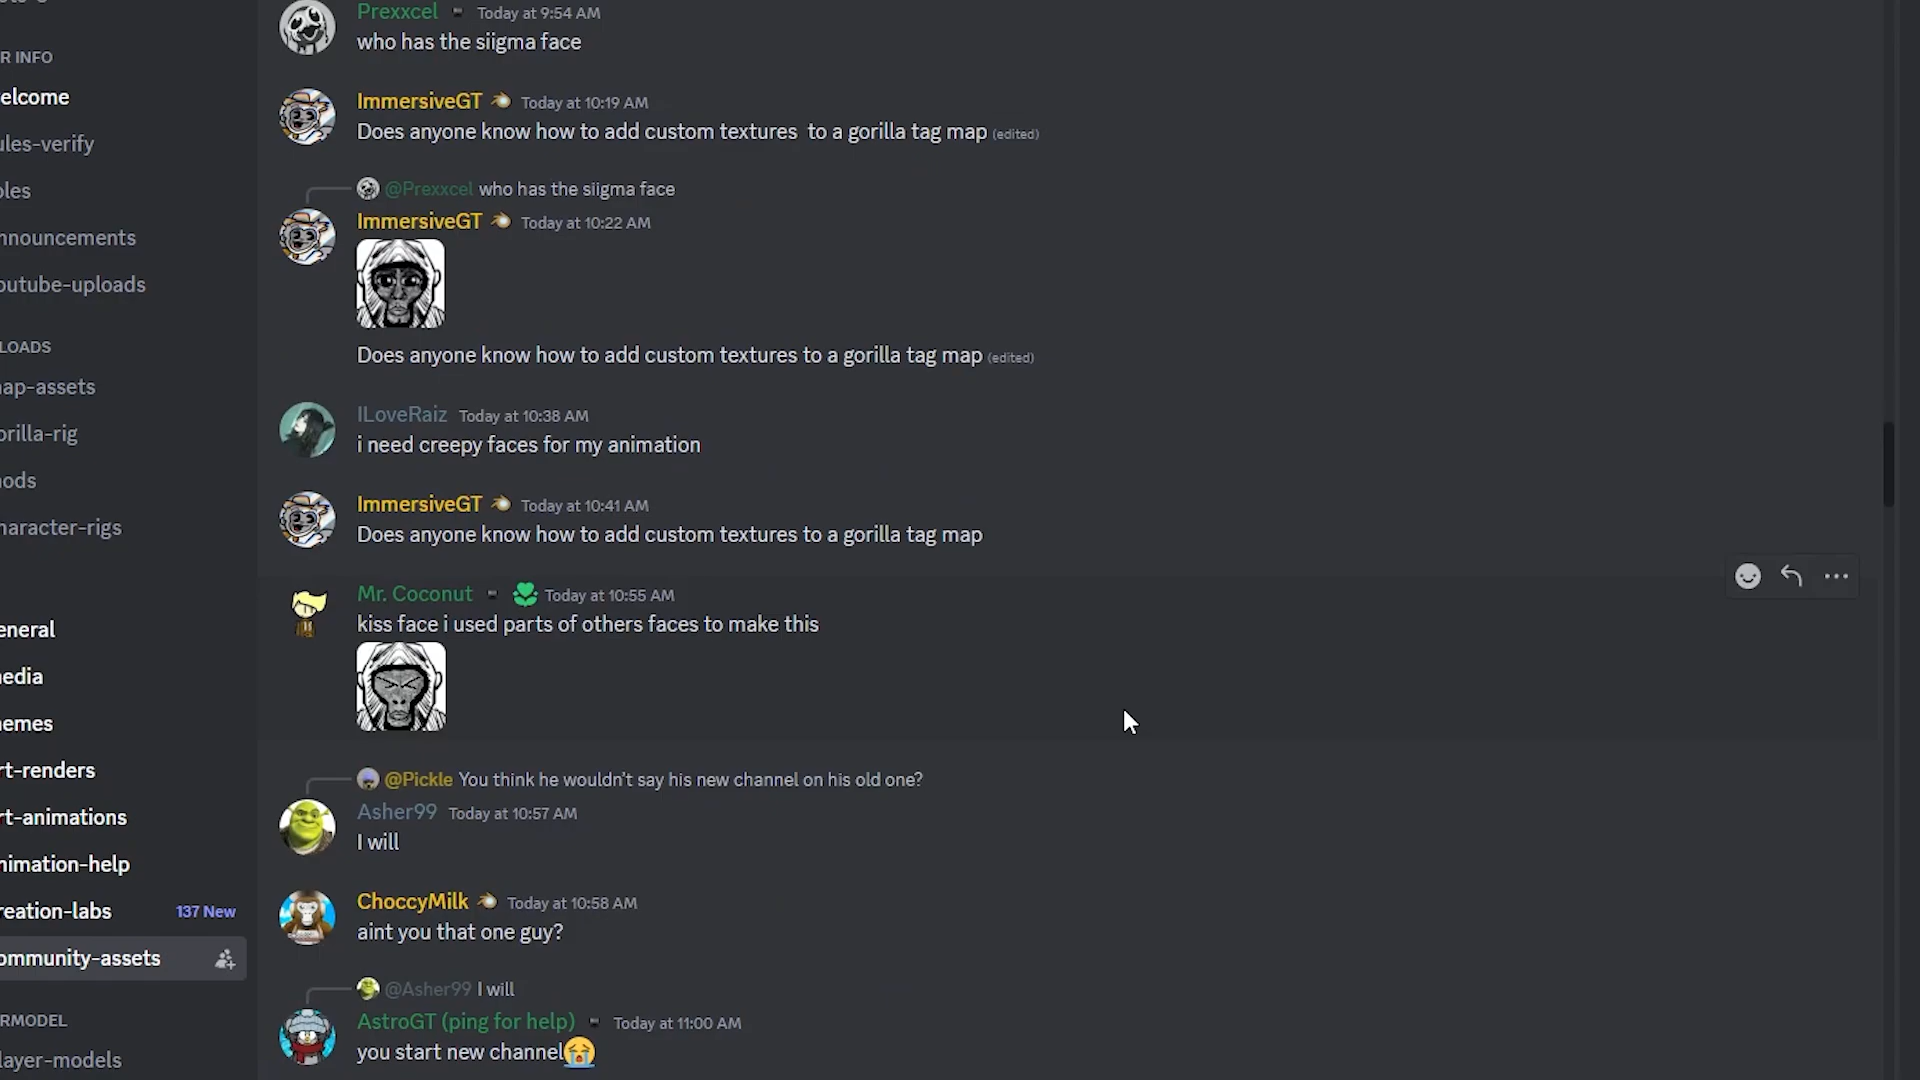 R INFO
elcome
ules-verify
oles
nnouncements
outube-uploads
LOADS
ap-assets
orilla-rig
ods
haracter-rigs
eneral
edia
emes
rt-renders
rt-animations
nimation-help
reation-labs 137 New
ommunity-assets
RMODEL
layer-models
Prexxcel Today at 9:54 AM
who has the siigma face
ImmersiveGT Today at 10:19 AM
Does anyone know how to add custom textures to a gorilla tag map (edited)
@Prexxcel who has the siigma face
ImmersiveGT Today at 10:22 AM
Does anyone know how to add custom textures to a gorilla tag map (edited)
ILoveRaiz Today at 10:38 AM
i need creepy faces for my animation
ImmersiveGT Today at 10:41 AM
Does anyone know how to add custom textures to a gorilla tag map
Mr. Coconut Today at 10:55 AM
kiss face i used parts of others faces to make this
@Pickle You think he wouldn't say his new channel on his old one?
Asher99 Today at 10:57 AM
I will
ChoccyMilk Today at 10:58 AM
aint you that one guy?
@Asher99 I will
AstroGT (ping for help) Today at 11:00 AM
you start new channel😭